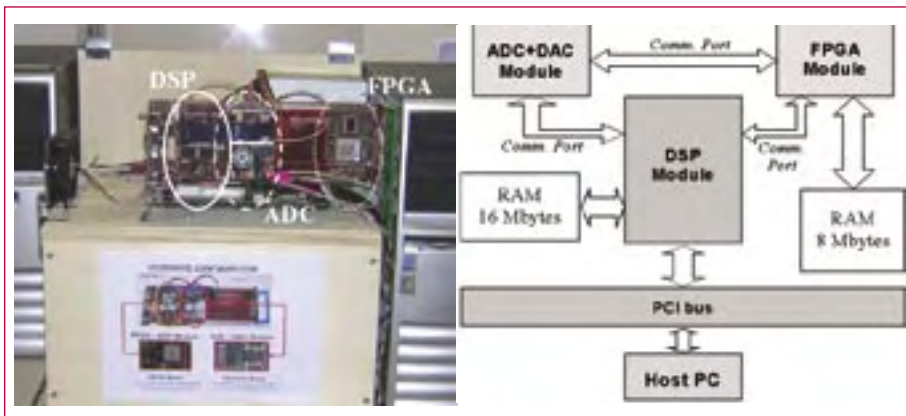 DSP
FPGA
ADC
ADC+DAC
Module
Comm. Port
FPGA
Module
Comm. Port
Comm. Port
DSP
Module
RAM
16 Mbytes
RAM
8 Mbytes
PCI bus
Host PC